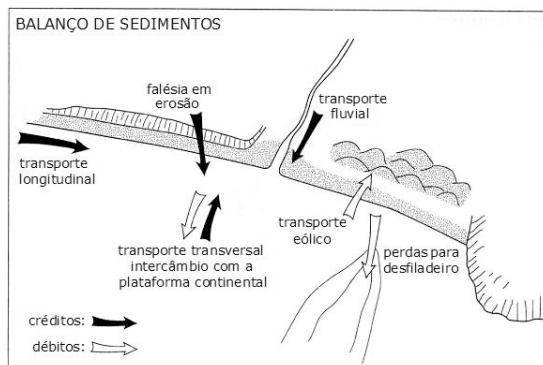 BALANÇO DE SEDIMENTOS
falésia em
erosão
transporte
fluvial
transporte
longitudinal
transporte
eólico
perdas para
desfiladeiro
transporte transversal
intercâmbio com a
plataforma continental
créditos:
débitos: